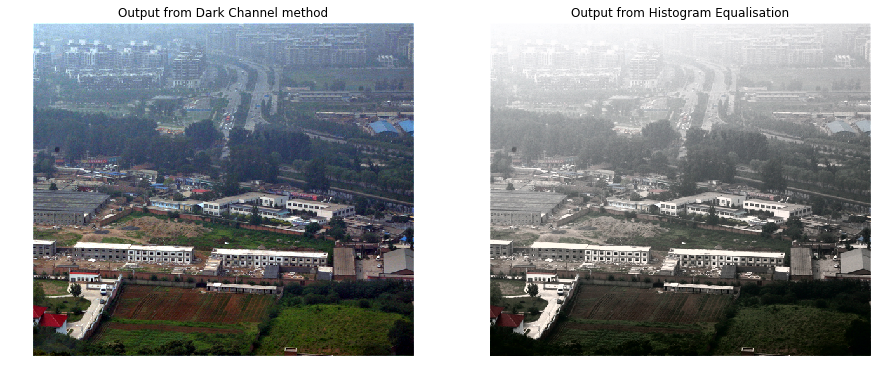 Output from Dark Channel method
Output from Histogram Equalisation